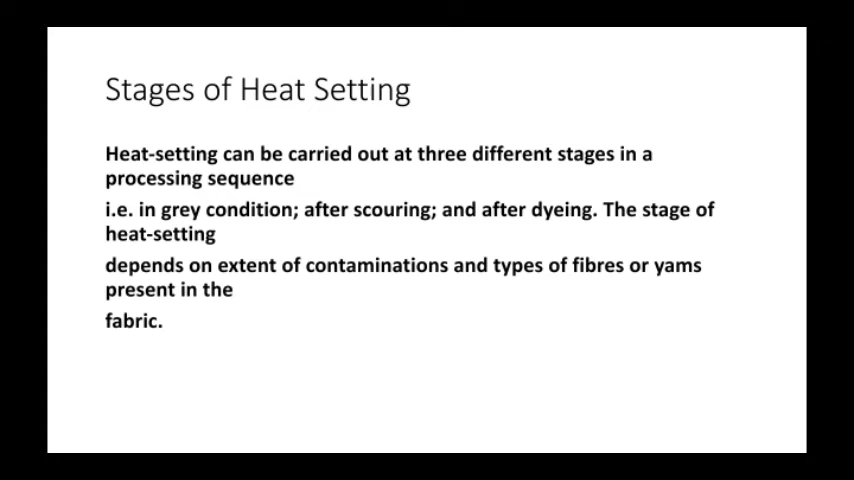 Stages of Heat Setting
Heat-setting can be carried out at three different stages in a
processing sequence
i.e. in grey condition; after scouring; and after dyeing. The stage of
heat-setting
depends on extent of contaminations and types of fibres or yams
present in the
fabric.